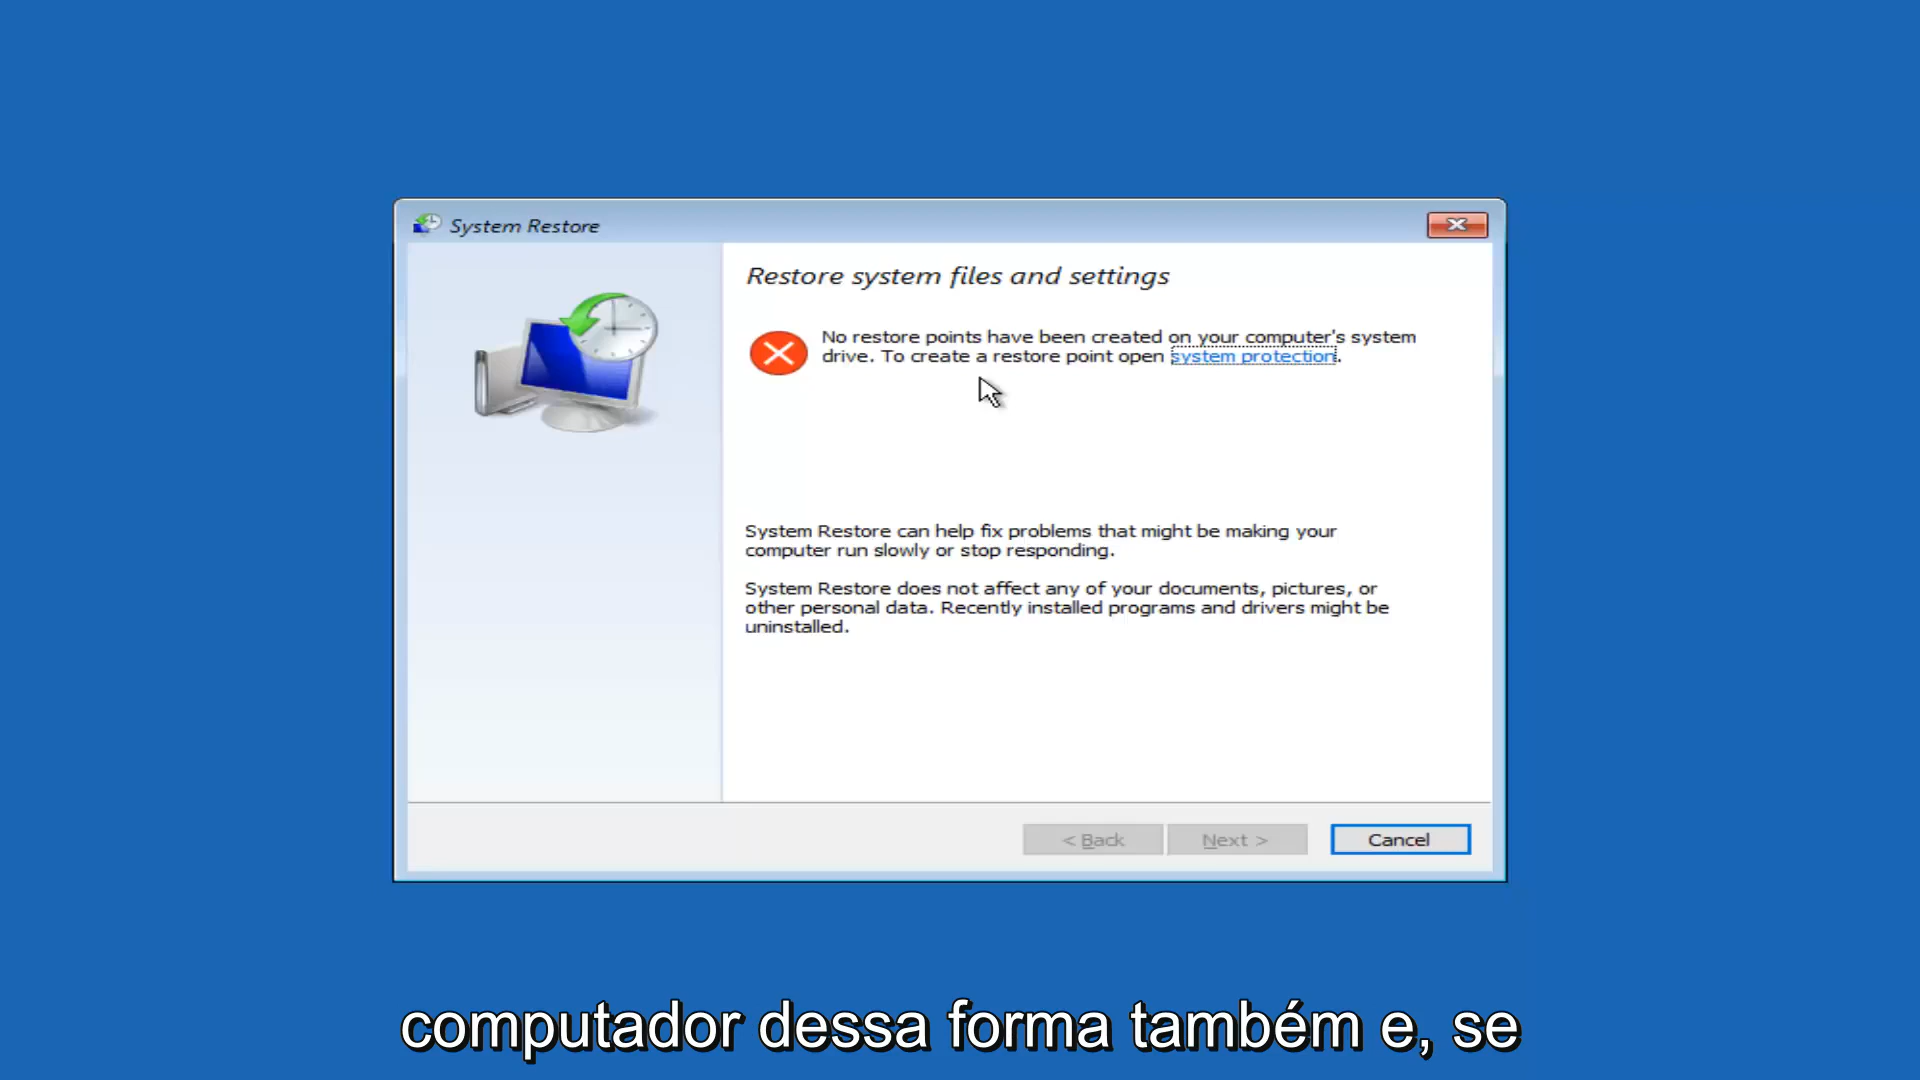 System Restore
Restore system files and settings
No restore points have been created on your computer's system
drive. To create a restore point open system protection.
System Restore can help fix problems that might be making your
computer run slowly or stop responding.
System Restore does not affect any of your documents, pictures, or
other personal data. Recently installed programs and drivers might be
uninstalled.
< Back
Next >
Cancel
computador dessa forma também e, se